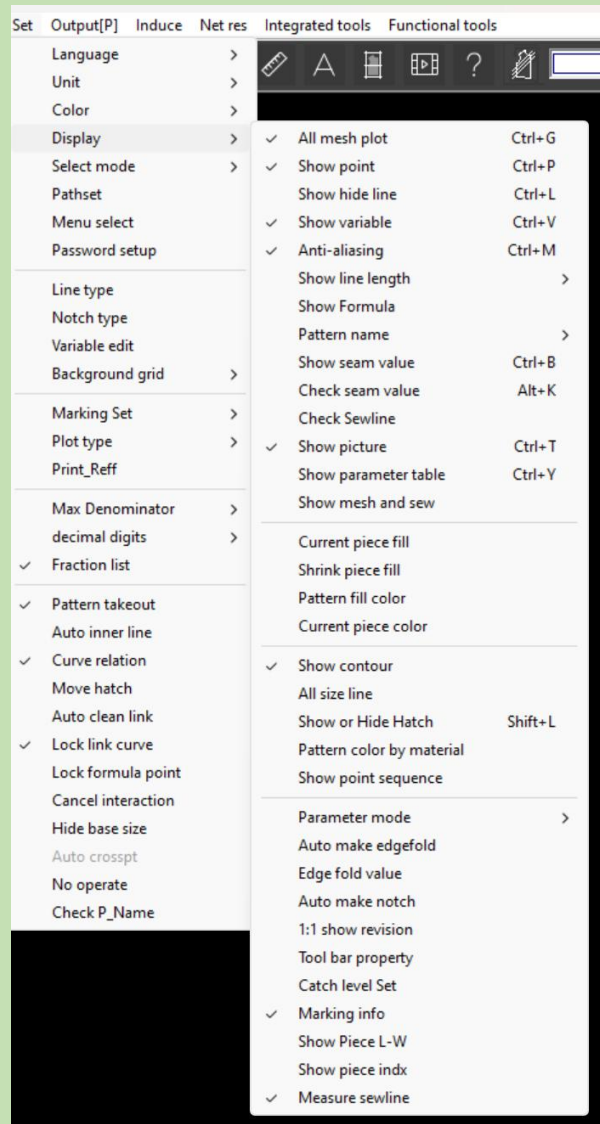 Set Output[P] Induce Net res Integrated tools Functional tools
Language
Unit
Color
Display
Select mode
Pathset
Menu select
Password setup
Line type
Notch type
Variable edit
Background grid
Marking Set
Plot type
Print_Reff
Max Denominator
decimal digits
Fraction list
Pattern takeout
Auto inner line
Curve relation
Move hatch
Auto clean link
Lock link curve
Lock formula point
Cancel interaction
Hide base size
Auto crosspt
No operate
Check P_Name
All mesh plot Ctrl+G
Show point Ctrl+P
Show hide line Ctrl+L
Show variable Ctrl+V
Anti-aliasing Ctrl+M
Show line length
Show Formula
Pattern name
Show seam value Ctrl+B
Check seam value Alt+K
Check Sewline
Show picture Ctrl+T
Show parameter table Ctrl+Y
Show mesh and sew
Current piece fill
Shrink piece fill
Pattern fill color
Current piece color
Show contour
All size line
Show or Hide Hatch Shift+L
Pattern color by material
Show point sequence
Parameter mode
Auto make edgefold
Edge fold value
Auto make notch
1:1 show revision
Tool bar property
Catch level Set
Marking info
Show Piece L-W
Show piece indx
Measure sewline